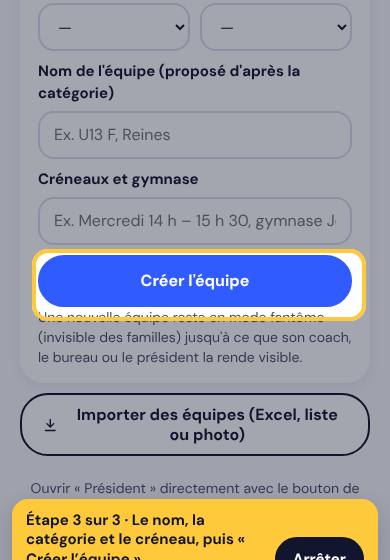 —
—
Nom de l'équipe (proposé d'après la
catégorie)
Ex. U13 F, Reines
Créneaux et gymnase
Ex. Mercredi 14 h – 15 h 30, gymnase J
Créer l'équipe
Une nouvelle équipe reste en mode fantôme
(invisible des familles) jusqu'à ce que son coach,
le bureau ou le président la rende visible.
Importer des équipes (Excel, liste
ou photo)
Ouvrir « Président » directement avec le bouton de
Étape 3 sur 3 · Le nom, la
catégorie et le créneau, puis «
Créer l’équipe »
Arrêter